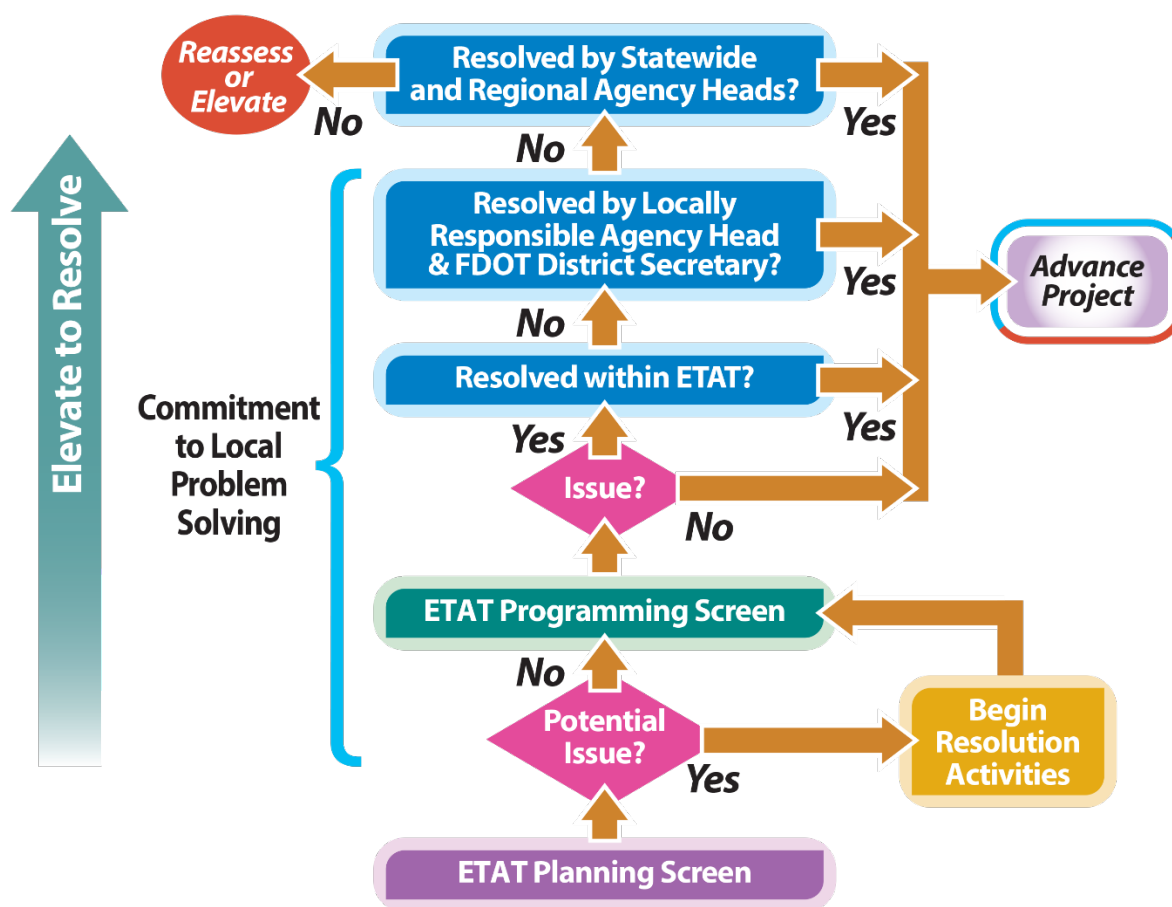 Reassess
or
Elevate
No
Resolved by Statewide
and Regional Agency Heads?
Yes
No
Resolved by Locally
Responsible Agency Head
& FDOT District Secretary?
Yes
No
Resolved within ETAT?
Yes
Yes
Issue?
No
ETAT Programming Screen
No
Potential
Issue?
Yes
Begin
Resolution
Activities
ETAT Planning Screen
Advance
Project
Commitment
to Local
Problem
Solving
Elevate to Resolve